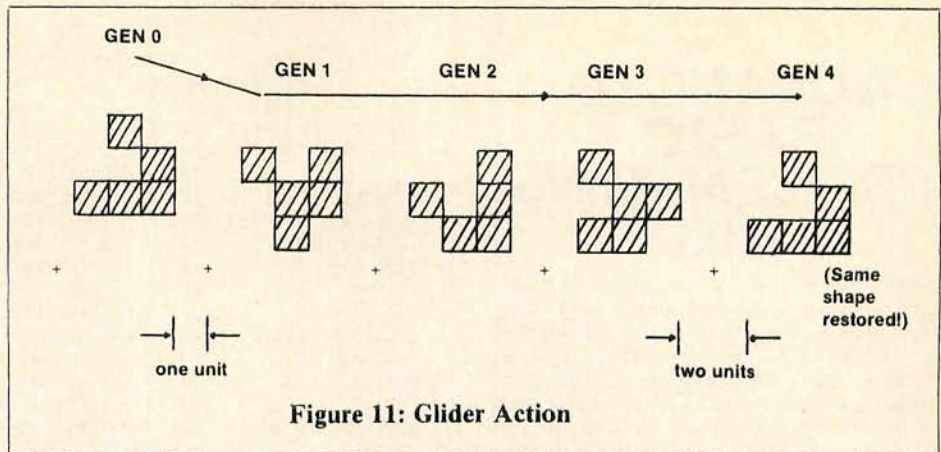 GEN 0
GEN 1
GEN 2
GEN 3
GEN 4
(Same
shape
restored!)
one unit
two units
Figure 11: Glider Action